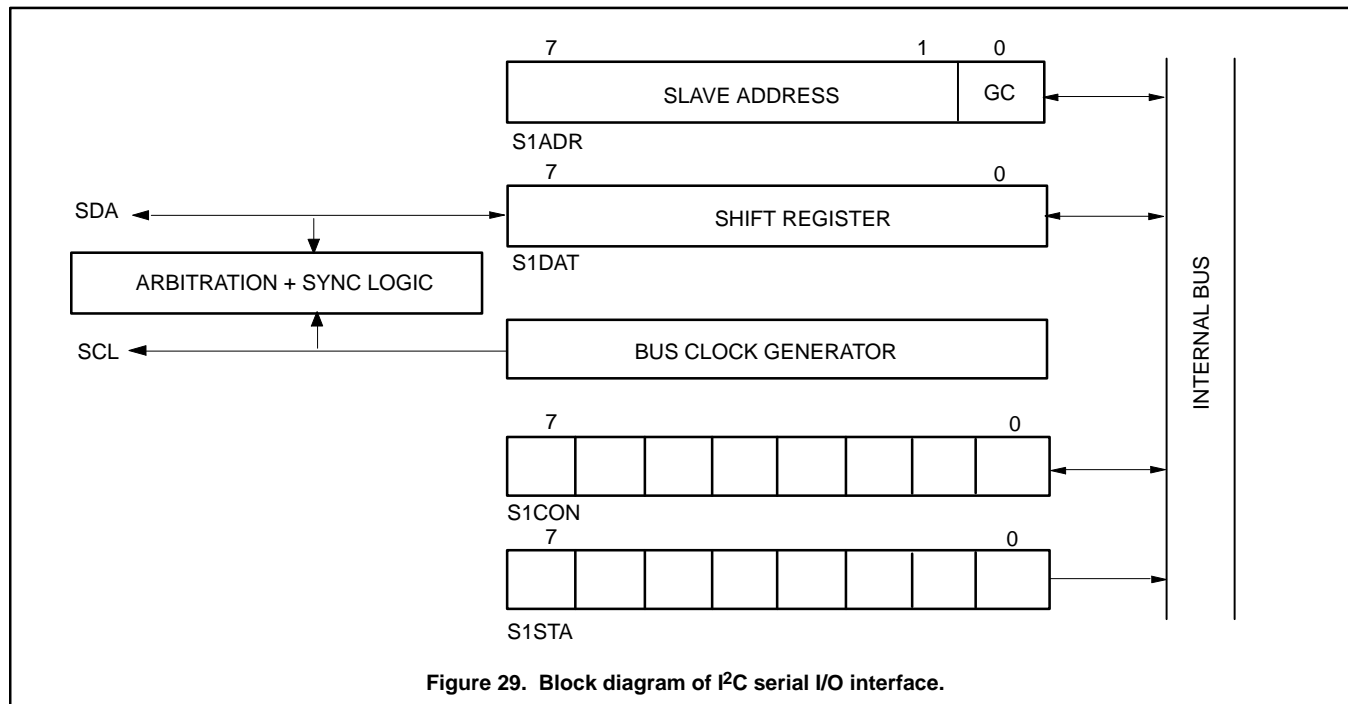 7 1 0
SLAVE ADDRESS GC
S1ADR
7 0
SDA SHIFT REGISTER
S1DAT
ARBITRATION + SYNC LOGIC
SCL BUS CLOCK GENERATOR
7 0
S1CON
7 0
S1STA
INTERNAL BUS
Figure 29. Block diagram of I²C serial I/O interface.